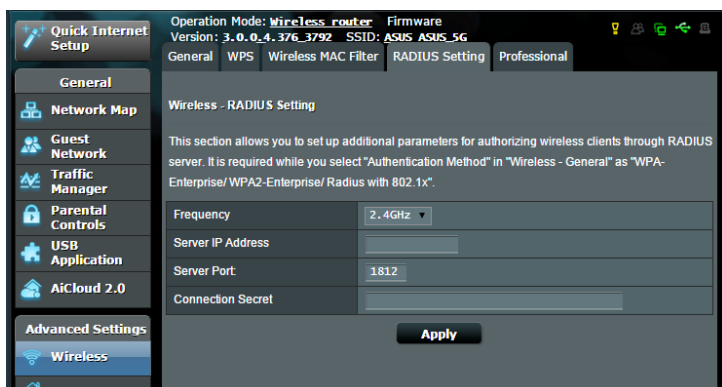 Quick Internet
Setup
General
Network Map
Guest
Network
Traffic
Manager
Parental
Controls
USB
Application
AiCloud 2.0
Advanced Settings
Wireless
Operation Mode: Wireless router Firmware
Version: 3.0.0.4.376_3792 SSID: ASUS ASUS_5G
General WPS Wireless MAC Filter RADIUS Setting Professional
Wireless - RADIUS Setting
This section allows you to set up additional parameters for authorizing wireless clients through RADIUS
server. It is required while you select "Authentication Method" in "Wireless - General" as "WPA-
Enterprise/ WPA2-Enterprise/ Radius with 802.1x".
Frequency 2.4GHz
Server IP Address
Server Port: 1812
Connection Secret
Apply